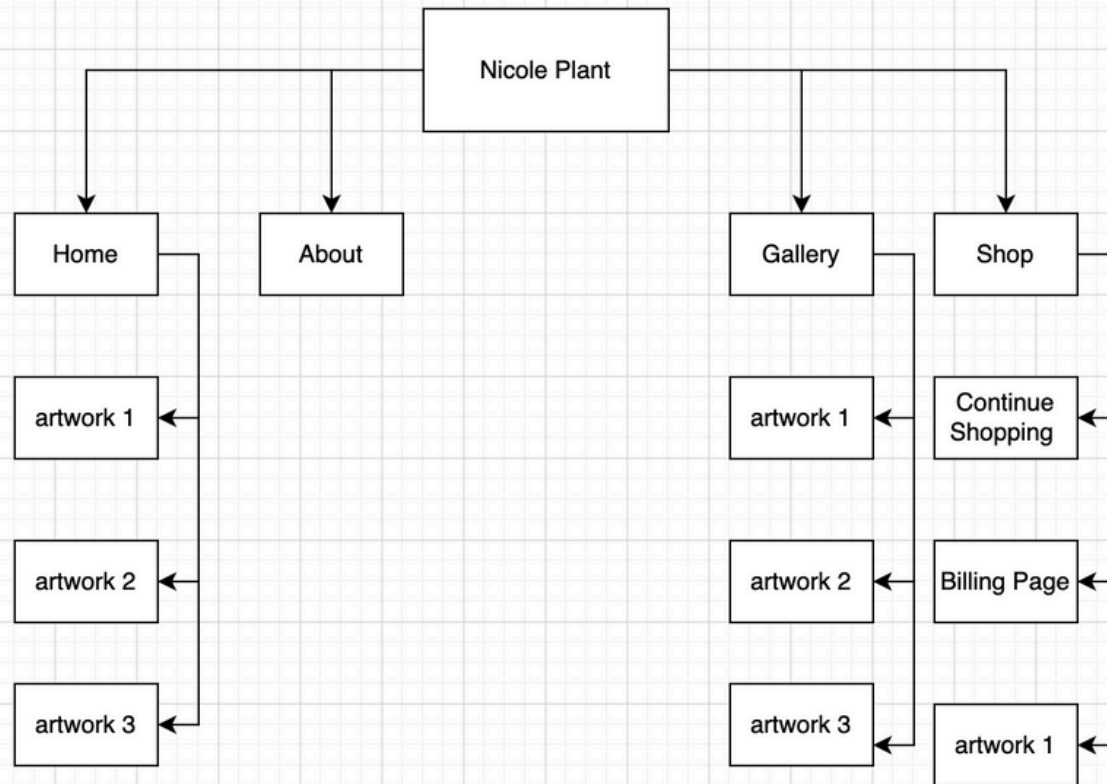 Nicole Plant
Home
About
Gallery
Shop
artwork 1
artwork 1
Continue
Shopping
artwork 2
artwork 2
Billing Page
artwork 3
artwork 3
artwork 1